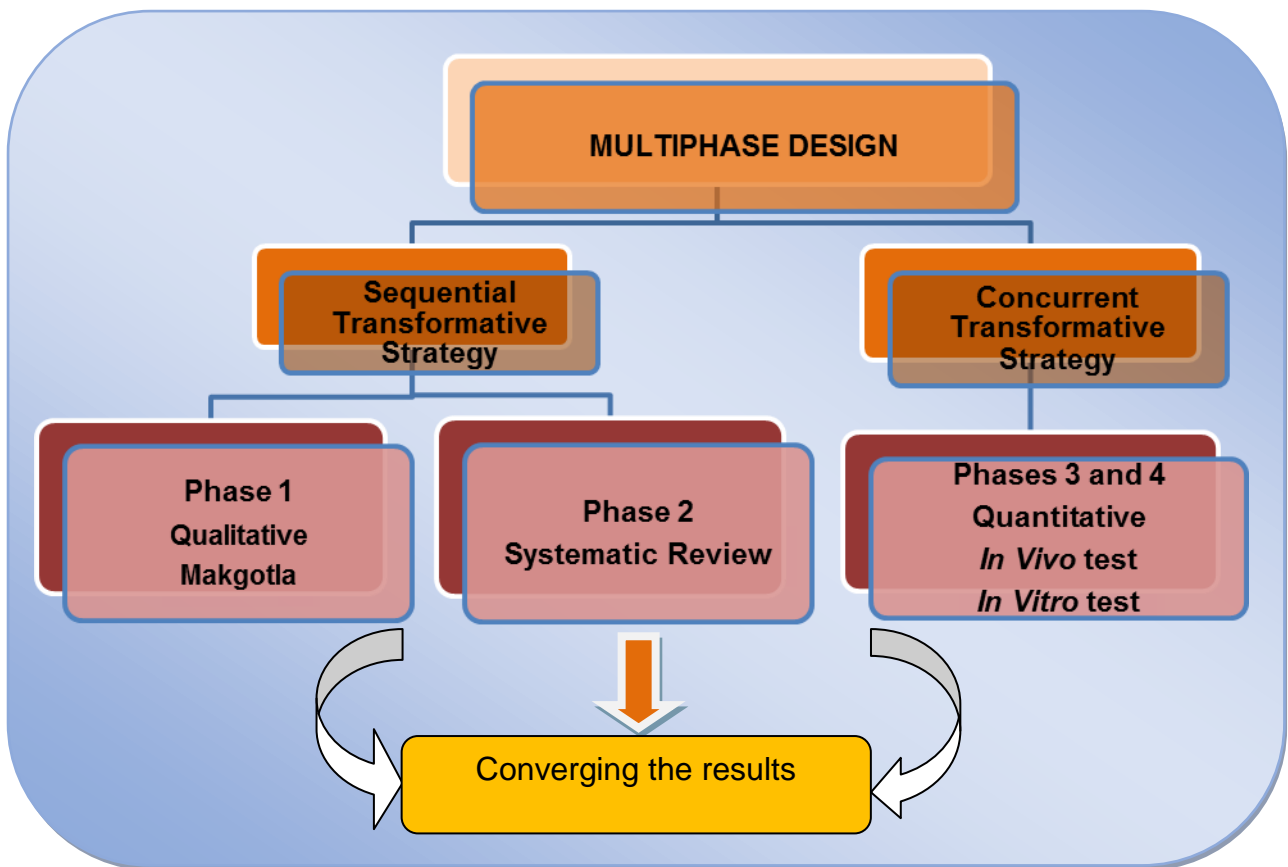 MULTIPHASE DESIGN
Sequential
Transformative
Strategy
Concurrent
Transformative
Strategy
Phase 1
Qualitative
Makgotla
Phase 2
Systematic Review
Phases 3 and 4
Quantitative
In Vivo test
In Vitro test
Converging the results